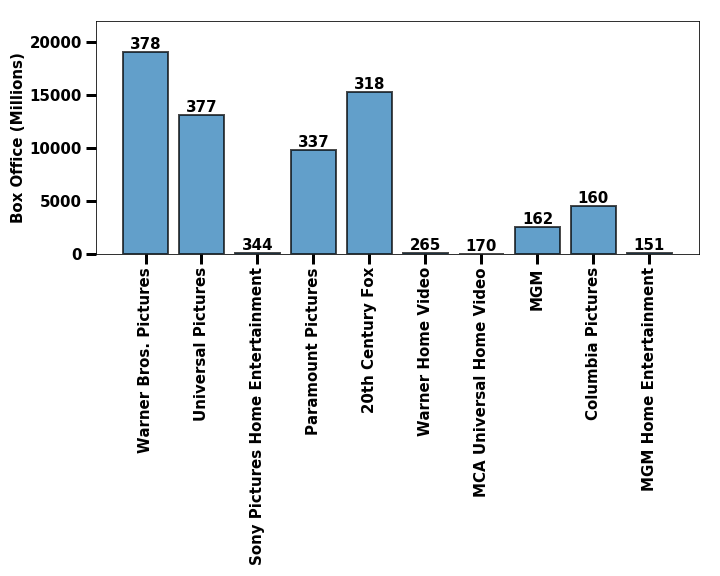 Box Office (Millions)
20000
15000
10000
5000
0
378
377
344
337
318
265
170
162
160
151
Warner Bros. Pictures
Universal Pictures
Sony Pictures Home Entertainment
Paramount Pictures
20th Century Fox
Warner Home Video
MCA Universal Home Video
MGM
Columbia Pictures
MGM Home Entertainment